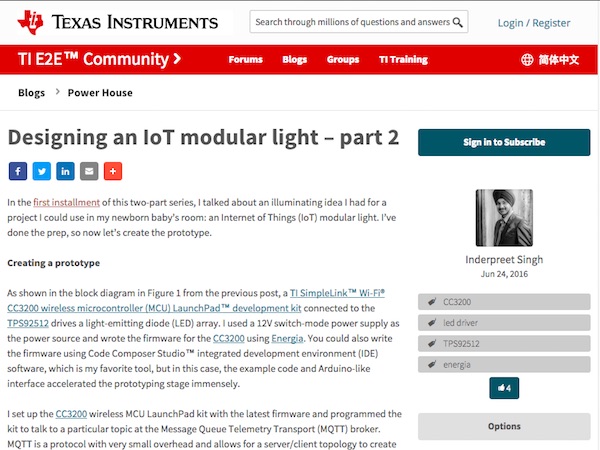 TEXAS INSTRUMENTS
Search through millions of questions and answers
Login / Register
TI E2E™ Community
Forums
Blogs
Groups
TI Training
简体中文
Blogs > Power House
Designing an IoT modular light – part 2
In the first installment of this two-part series, I talked about an illuminating idea I had for a
project I could use in my newborn baby's room: an Internet of Things (IoT) modular light. I've
done the prep, so now let's create the prototype.
Creating a prototype
As shown in the block diagram in Figure 1 from the previous post, a TI SimpleLink™ Wi-Fi®
CC3200 wireless microcontroller (MCU) LaunchPad™ development kit connected to the
TPS92512 drives a light-emitting diode (LED) array. I used a 12V switch-mode power supply as
the power source and wrote the firmware for the CC3200 using Energia. You could also write
the firmware using Code Composer Studio™ integrated development environment (IDE)
software, which is my favorite tool, but in this case, the example code and Arduino-like
interface accelerated the prototyping stage immensely.
I set up the CC3200 wireless MCU LaunchPad kit with the latest firmware and programmed the
kit to talk to a particular topic at the Message Queue Telemetry Transport (MQTT) broker.
MQTT is a protocol with very small overhead and allows for a server/client topology to create
Sign in to Subscribe
Inderpreet Singh
Jun 24, 2016
CC3200
led driver
TPS92512
energia
4
Options